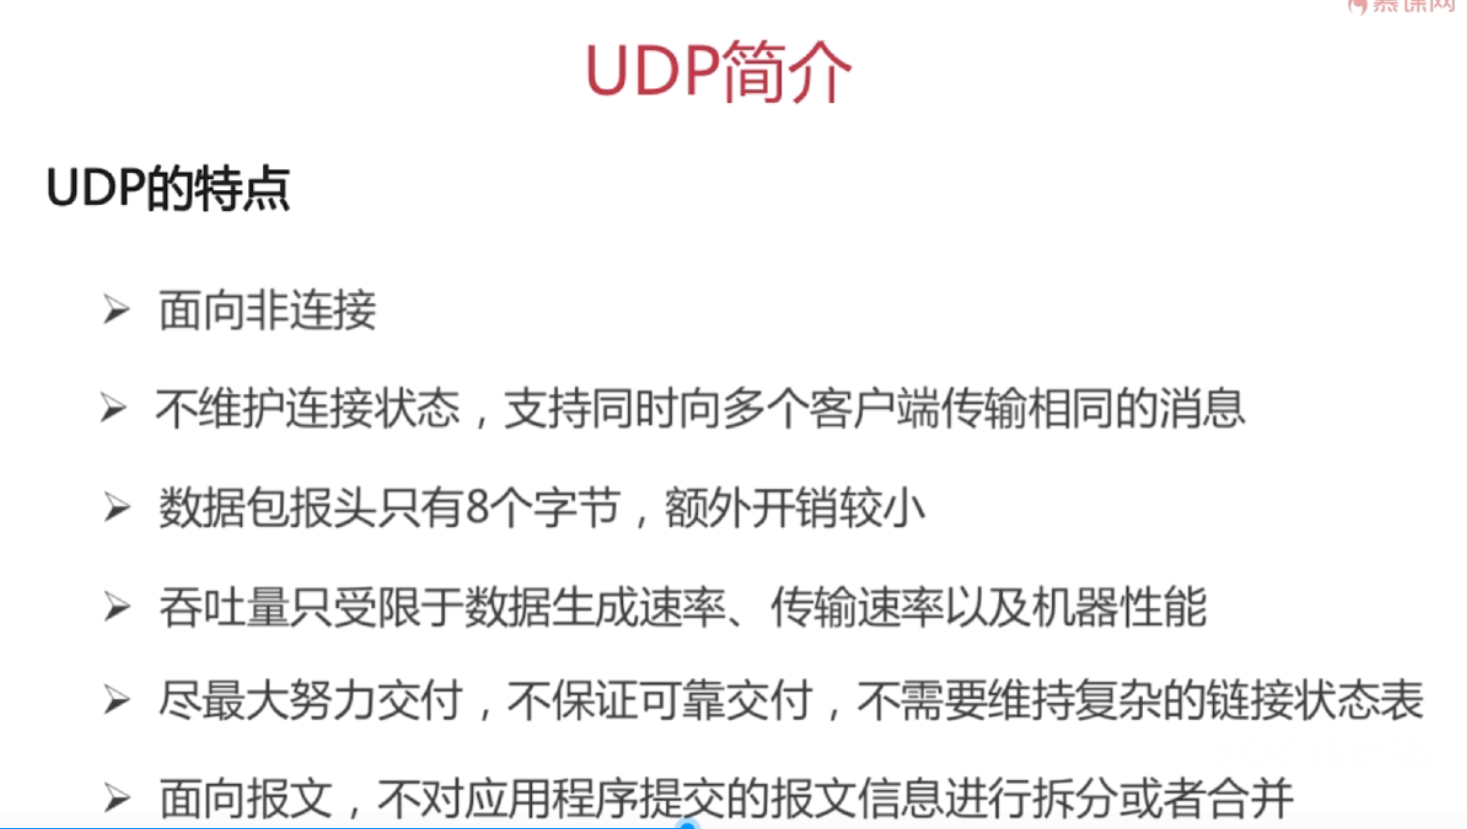 慕课网
UDP简介
UDP的特点
面向非连接
不维护连接状态，支持同时向多个客户端传输相同的消息
数据包报头只有8个字节，额外开销较小
吞吐量只受限于数据生成速率、传输速率以及机器性能
尽最大努力交付，不保证可靠交付，不需要维持复杂的链接状态表
面向报文，不对应用程序提交的报文信息进行拆分或者合并